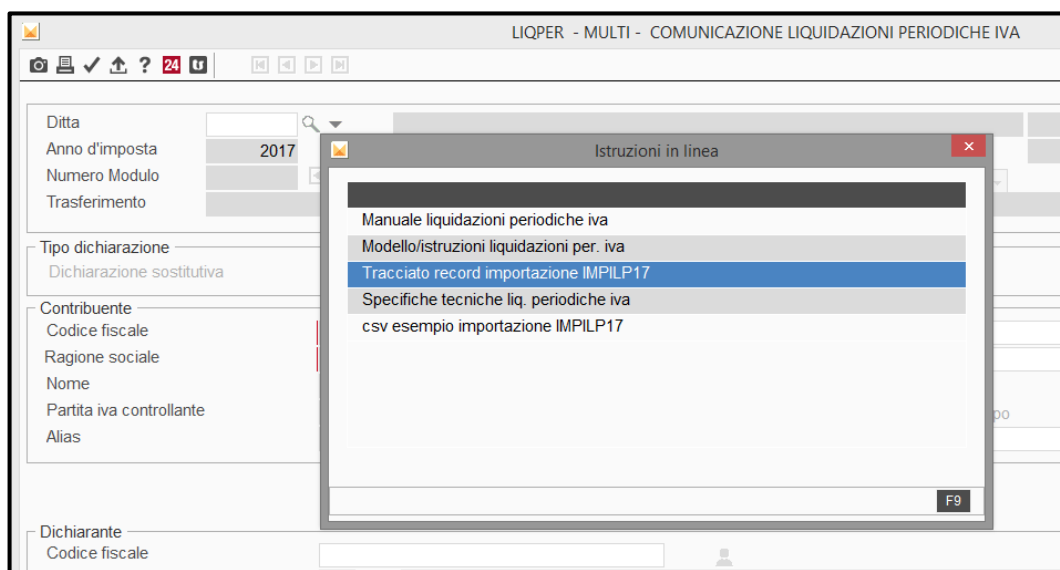 LIQPER - MULTI - COMUNICAZIONE LIQUIDAZIONI PERIODICHE IVA
? 24
Ditta
Anno d'imposta 2017
Numero Modulo
Trasferimento
Istruzioni in linea
Manuale liquidazioni periodiche iva
Modello/istruzioni liquidazioni per. iva
Tracciato record importazione IMPILP17
Specifiche tecniche liq. periodiche iva
csv esempio importazione IMPILP17
F9
Tipo dichiarazione
Dichiarazione sostitutiva
Contribuente
Codice fiscale
Ragione sociale
Nome
Partita iva controllante
po
Alias
Dichiarante
Codice fiscale